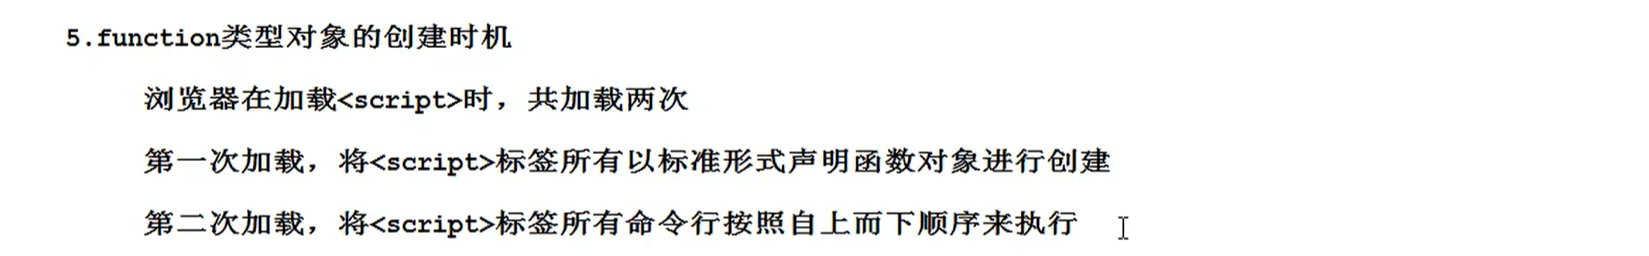 5.function类型对象的创建时机
浏览器在加载<script>时，共加载两次
第一次加载，将<script>标签所有以标准形式声明函数对象进行创建
第二次加载，将<script>标签所有命令行按照自上而下顺序来执行